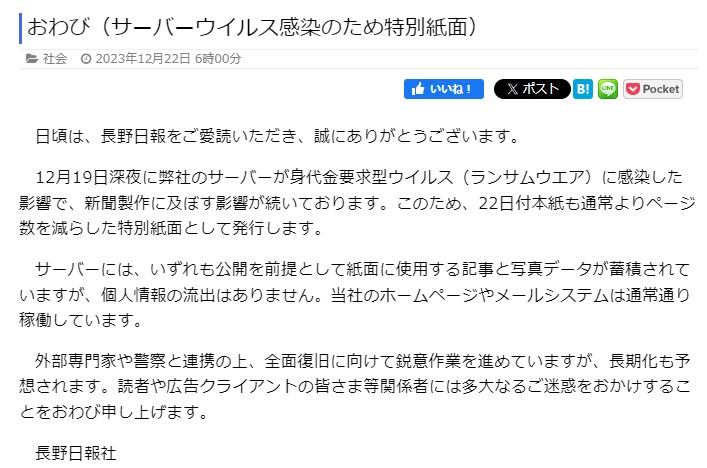 おわび（サーバーウイルス感染のため特別紙面）
社会 2023年12月22日 6時00分
いいね！ X ポスト B! LINE Pocket
日頃は、長野日報をご愛読いただき、誠にありがとうございます。
12月19日深夜に弊社のサーバーが身代金要求型ウイルス（ランサムウエア）に感染した
影響で、新聞製作に及ぼす影響が続いております。このため、22日付本紙も通常よりページ
数を減らした特別紙面として発行します。
サーバーには、いずれも公開を前提として紙面に使用する記事と写真データが蓄積されて
いますが、個人情報の流出はありません。当社のホームページやメールシステムは通常通り
稼働しています。
外部専門家や警察と連携の上、全面復旧に向けて鋭意作業を進めていますが、長期化も予
想されます。読者や広告クライアントの皆さま等関係者には多大なるご迷惑をおかけするこ
とをおわび申し上げます。
長野日報社